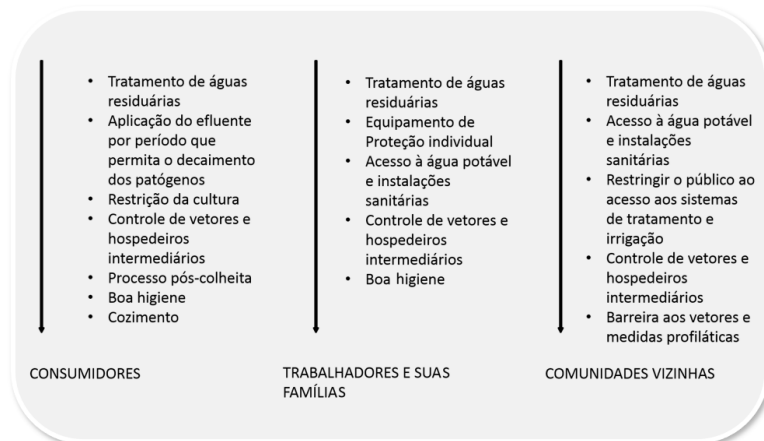 • Tratamento de águas
residuárias
• Aplicação do efluente
por período que
permita o decaimento
dos patógenos
• Restrição da cultura
• Controle de vetores e
hospedeiros
intermediários
• Processo pós-colheita
• Boa higiene
• Cozimento
CONSUMIDORES
• Tratamento de águas
residuárias
• Equipamento de
Proteção individual
• Acesso à água potável
e instalações
sanitárias
• Controle de vetores e
hospedeiros
intermediários
• Boa higiene
TRABALHADORES E SUAS
FAMÍLIAS
• Tratamento de águas
residuárias
• Acesso à água potável
e instalações
sanitárias
• Restringir o público ao
acesso aos sistemas
de tratamento e
irrigação
• Controle de vetores e
hospedeiros
intermediários
• Barreira aos vetores e
medidas profiláticas
COMUNIDADES VIZINHAS